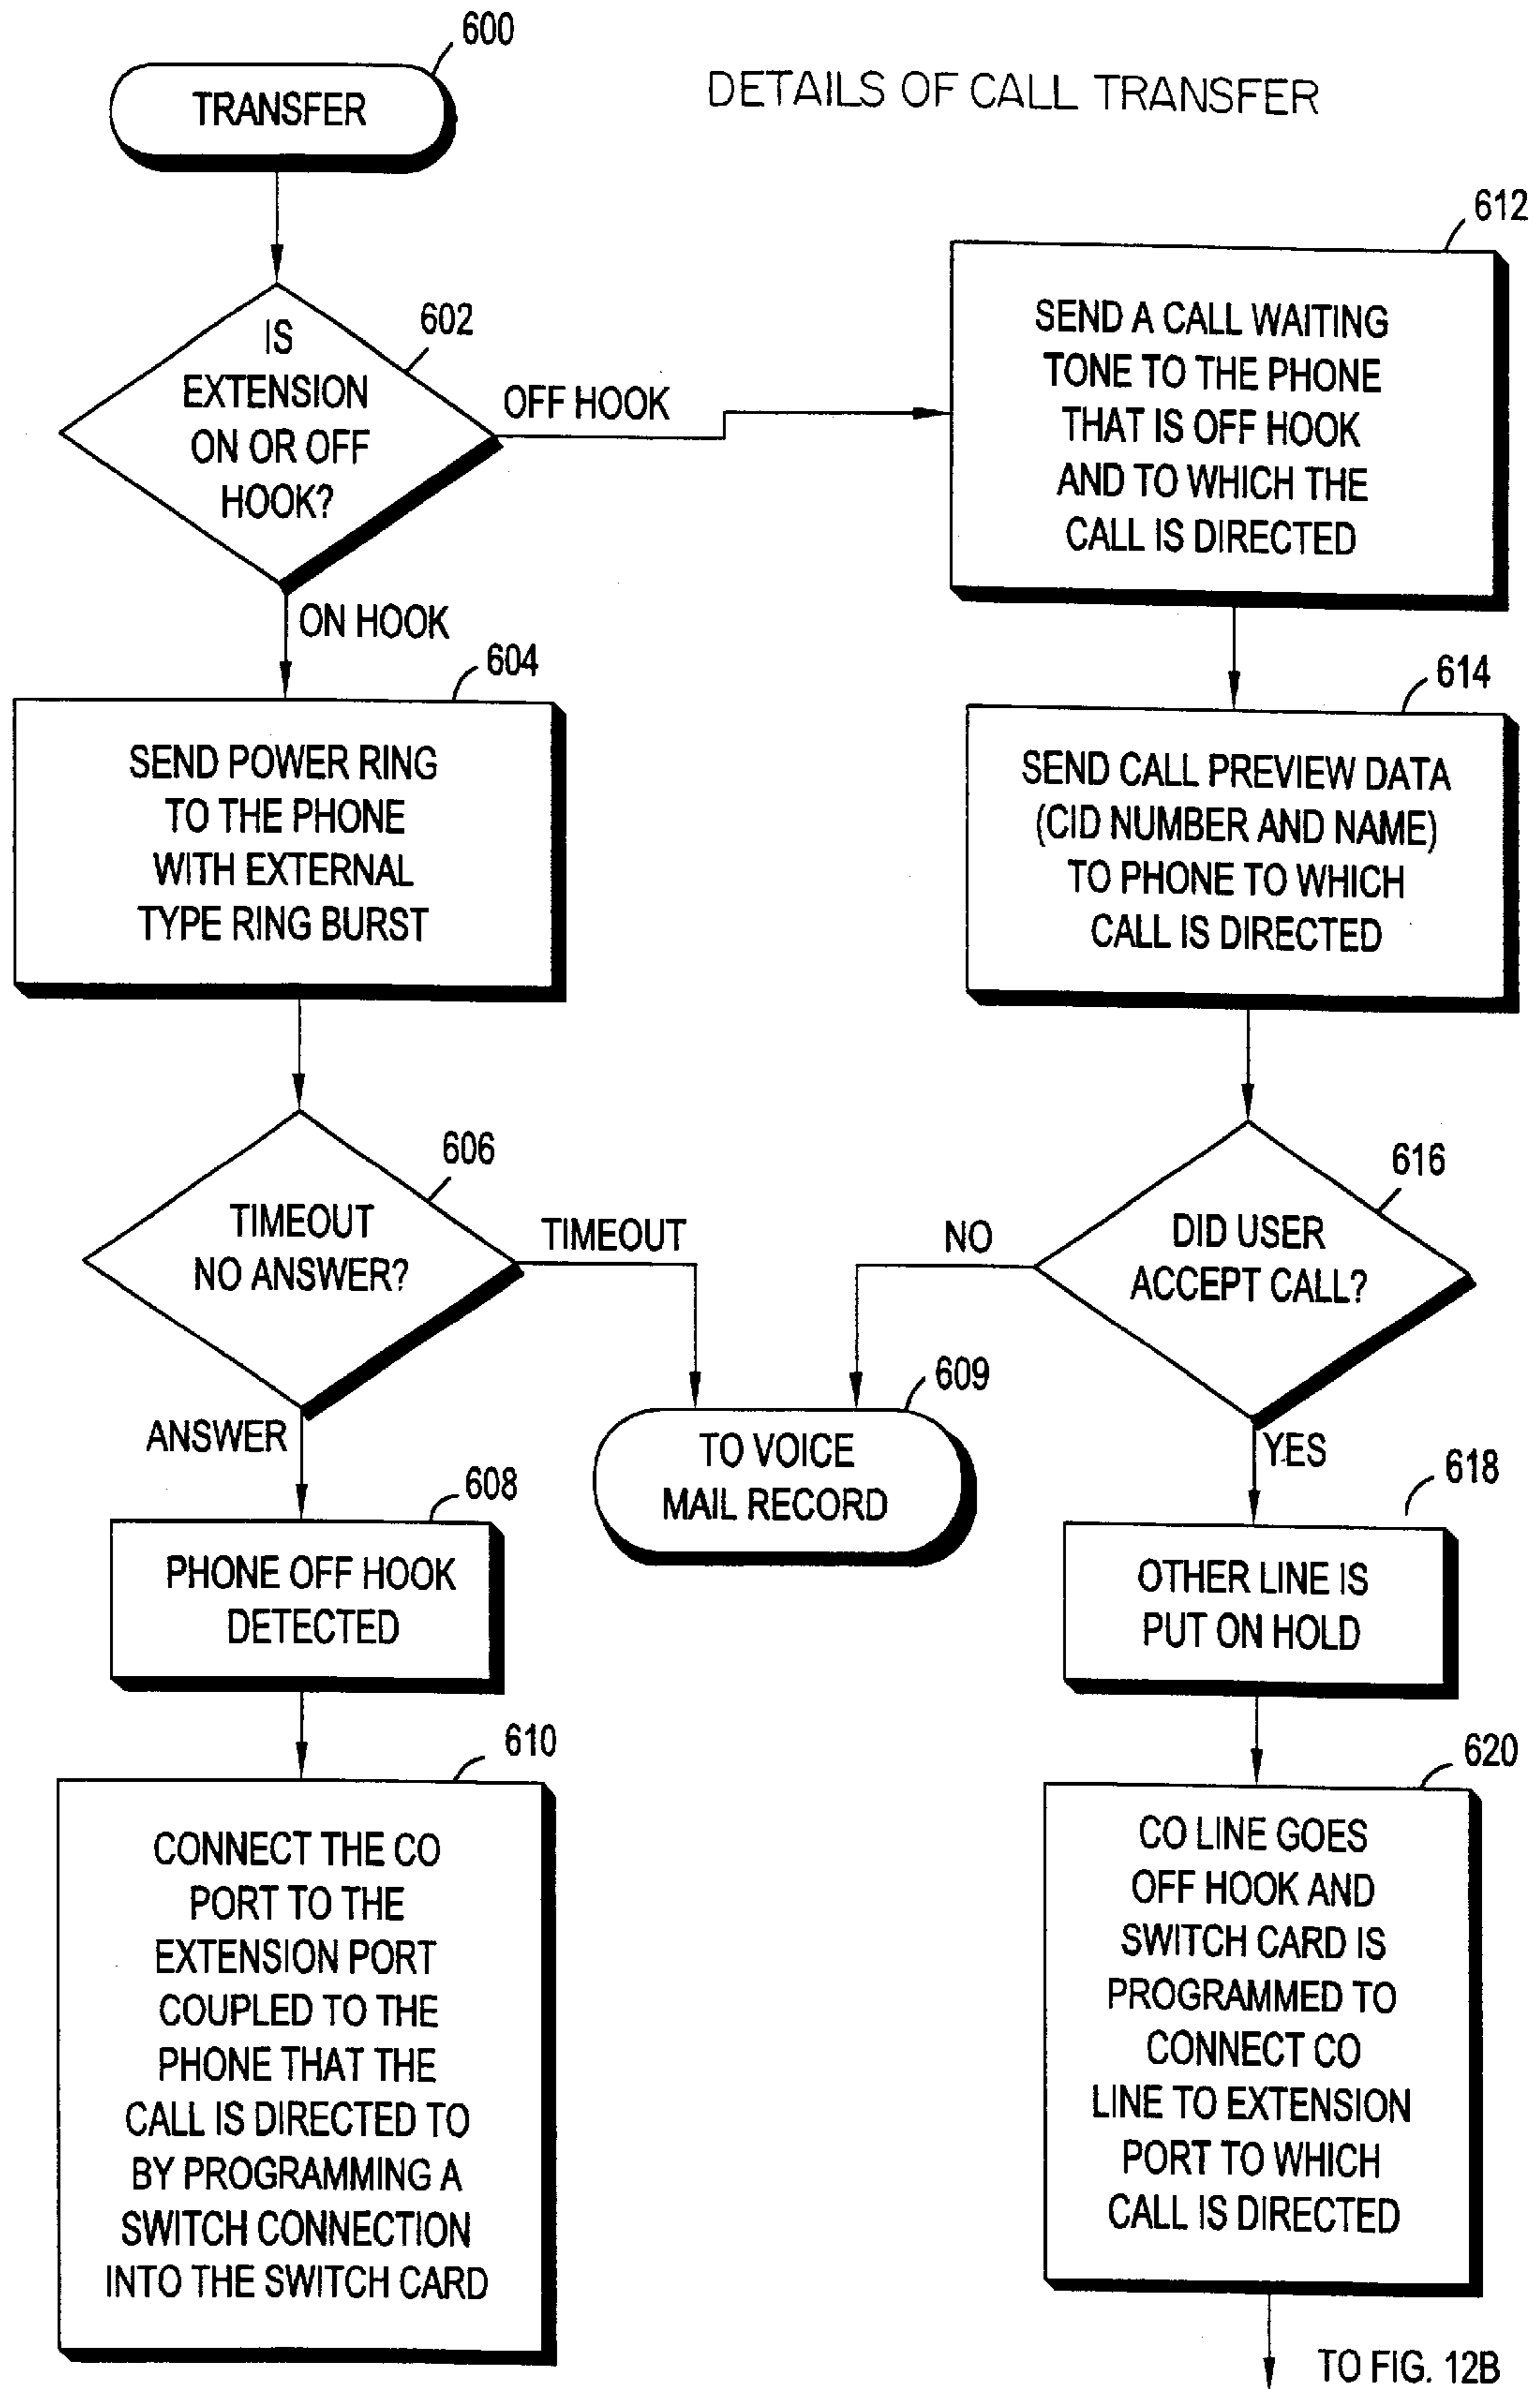 600
TRANSFER
DETAILS OF CALL TRANSFER
602
IS
EXTENSION
ON OR OFF
HOOK?
OFF HOOK
ON HOOK
612
SEND A CALL WAITING
TONE TO THE PHONE
THAT IS OFF HOOK
AND TO WHICH THE
CALL IS DIRECTED
604
SEND POWER RING
TO THE PHONE
WITH EXTERNAL
TYPE RING BURST
614
SEND CALL PREVIEW DATA
(CID NUMBER AND NAME)
TO PHONE TO WHICH
CALL IS DIRECTED
606
TIMEOUT
NO ANSWER?
TIMEOUT
ANSWER
616
DID USER
ACCEPT CALL?
NO
YES
609
TO VOICE
MAIL RECORD
608
PHONE OFF HOOK
DETECTED
618
OTHER LINE IS
PUT ON HOLD
610
CONNECT THE CO
PORT TO THE
EXTENSION PORT
COUPLED TO THE
PHONE THAT THE
CALL IS DIRECTED TO
BY PROGRAMMING A
SWITCH CONNECTION
INTO THE SWITCH CARD
620
CO LINE GOES
OFF HOOK AND
SWITCH CARD IS
PROGRAMMED TO
CONNECT CO
LINE TO EXTENSION
PORT TO WHICH
CALL IS DIRECTED
TO FIG. 12B